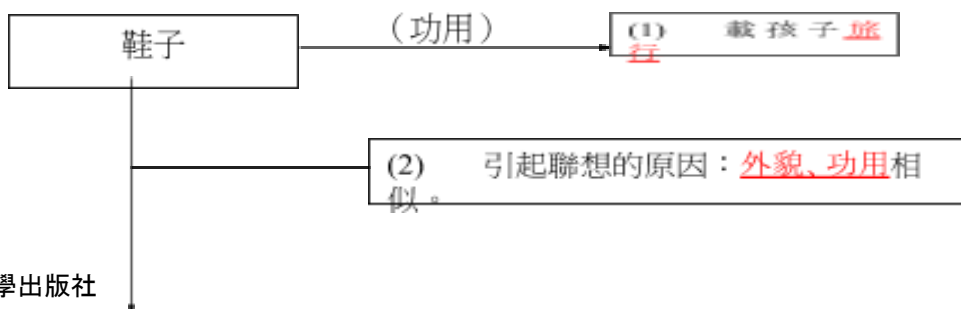 鞋子
（功用）
(1) 載孩子旅
行
(2) 引起聯想的原因：外貌、功用相
似。
學出版社